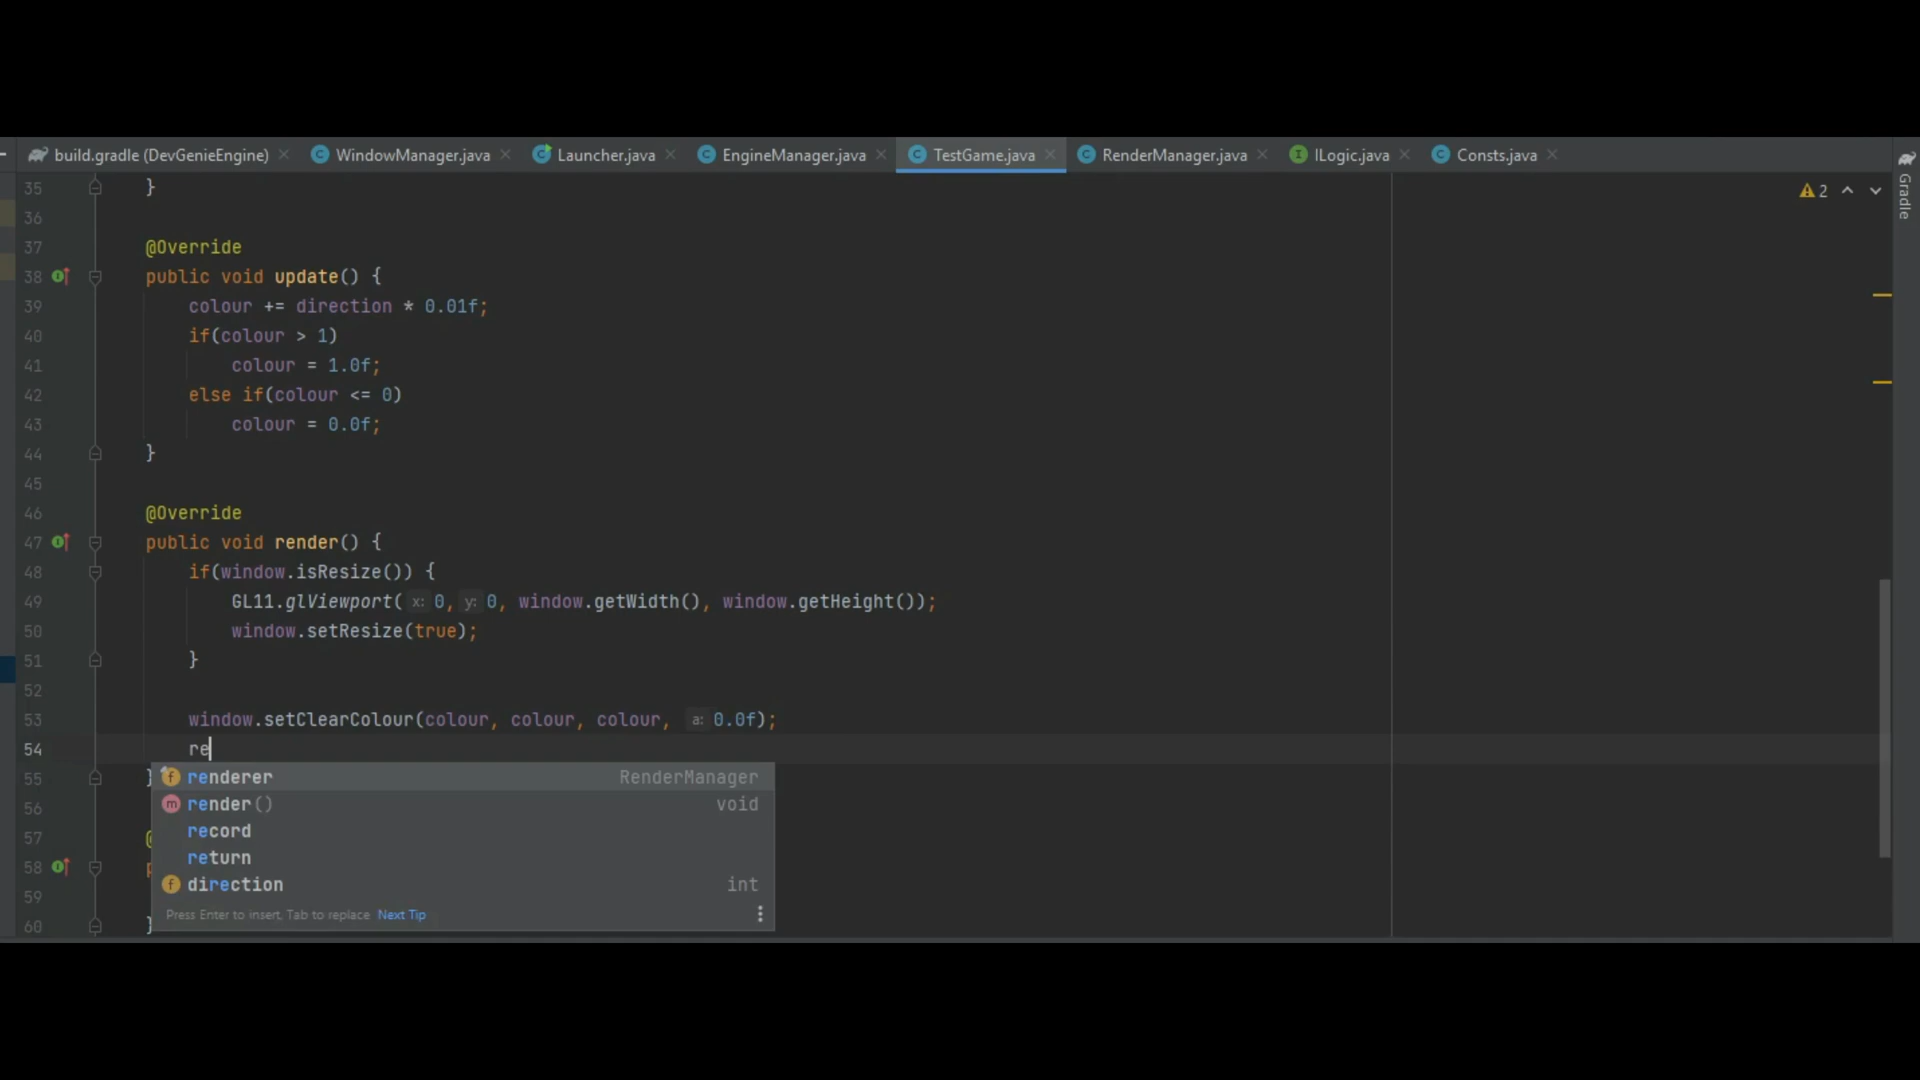 build.gradle (DevGenieEngine) WindowManager.java Launcher.java EngineManager.java TestGame.java RenderManager.java ILogic.java Consts.java
Gradle
2
35 }
36
37 @Override
38 public void update() {
39 colour += direction * 0.01f;
40 if(colour > 1)
41 colour = 1.0f;
42 else if(colour <= 0)
43 colour = 0.0f;
44 }
45
46 @Override
47 public void render() {
48 if(window.isResize()) {
49 GL11.glViewport( x: 0, y: 0, window.getWidth(), window.getHeight());
50 window.setResize(true);
51 }
52
53 window.setClearColour(colour, colour, colour, a: 0.0f);
54 re
55 }
renderer RenderManager
56
render() void
57 @
record
58 p
return
59
direction int
60 }
Press Enter to insert, Tab to replace Next Tip